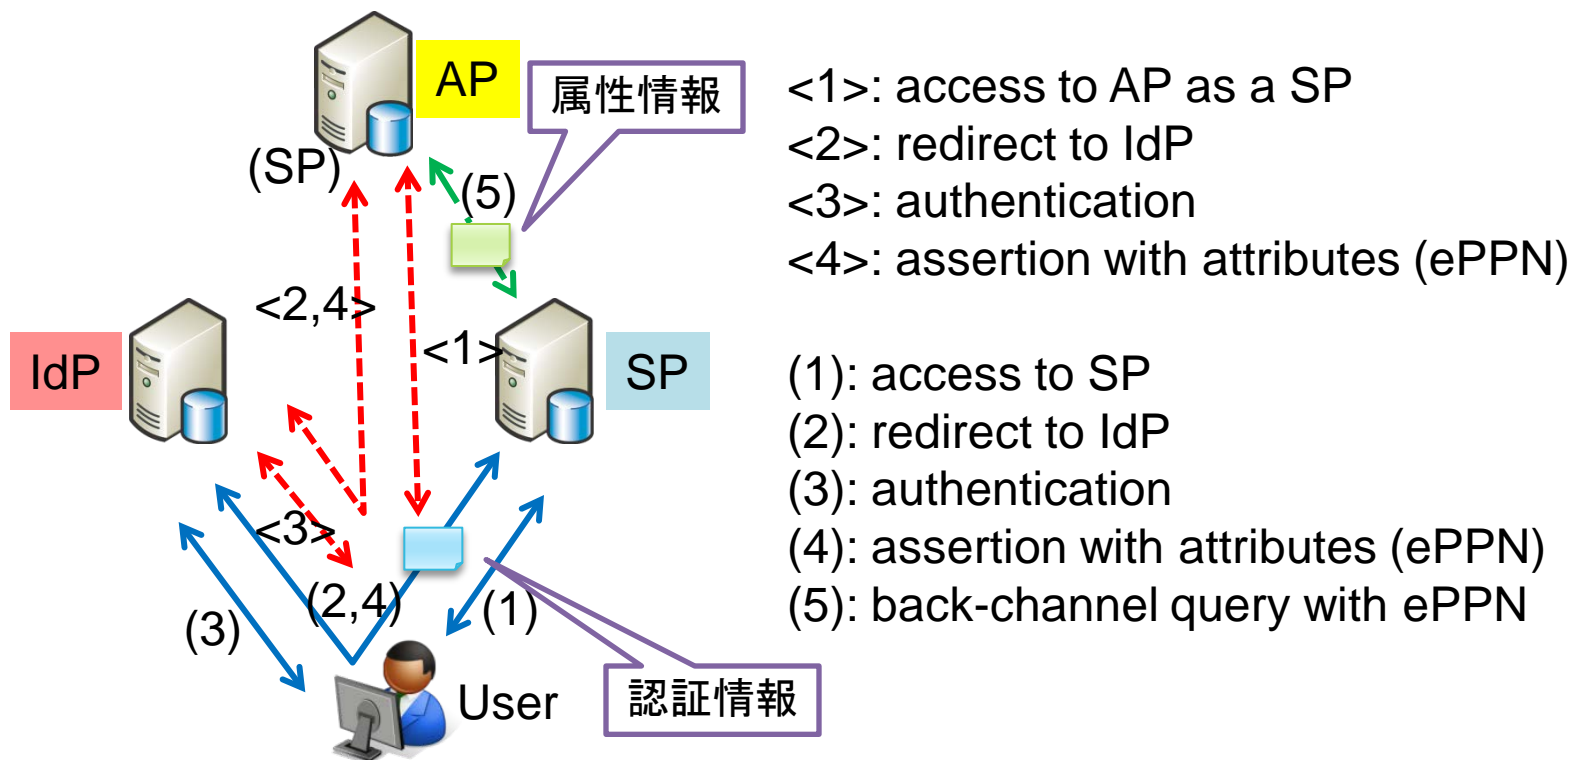 AP
属性情報
(SP)
(5)
<2,4>
<1>
IdP
SP
<3>
(2,4)
(1)
(3)
User
認証情報
<1>: access to AP as a SP
<2>: redirect to IdP
<3>: authentication
<4>: assertion with attributes (ePPN)
(1): access to SP
(2): redirect to IdP
(3): authentication
(4): assertion with attributes (ePPN)
(5): back-channel query with ePPN